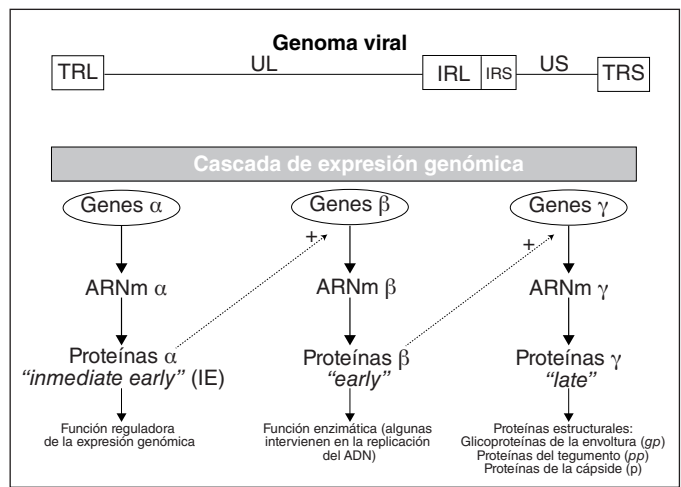 Genoma viral
TRL UL IRL IRS US TRS
Cascada de expresión genómica
Genes α Genes β Genes γ
+ +
ARNm α ARNm β ARNm γ
Proteínas α Proteínas β Proteínas γ
"inmediate early" (IE) "early" "late"
Función reguladora
de la expresión genómica
Función enzimática (algunas
intervienen en la replicación
del ADN)
Proteínas estructurales:
Glicoproteínas de la envoltura (gp)
Proteínas del tegumento (pp)
Proteínas de la cápside (p)